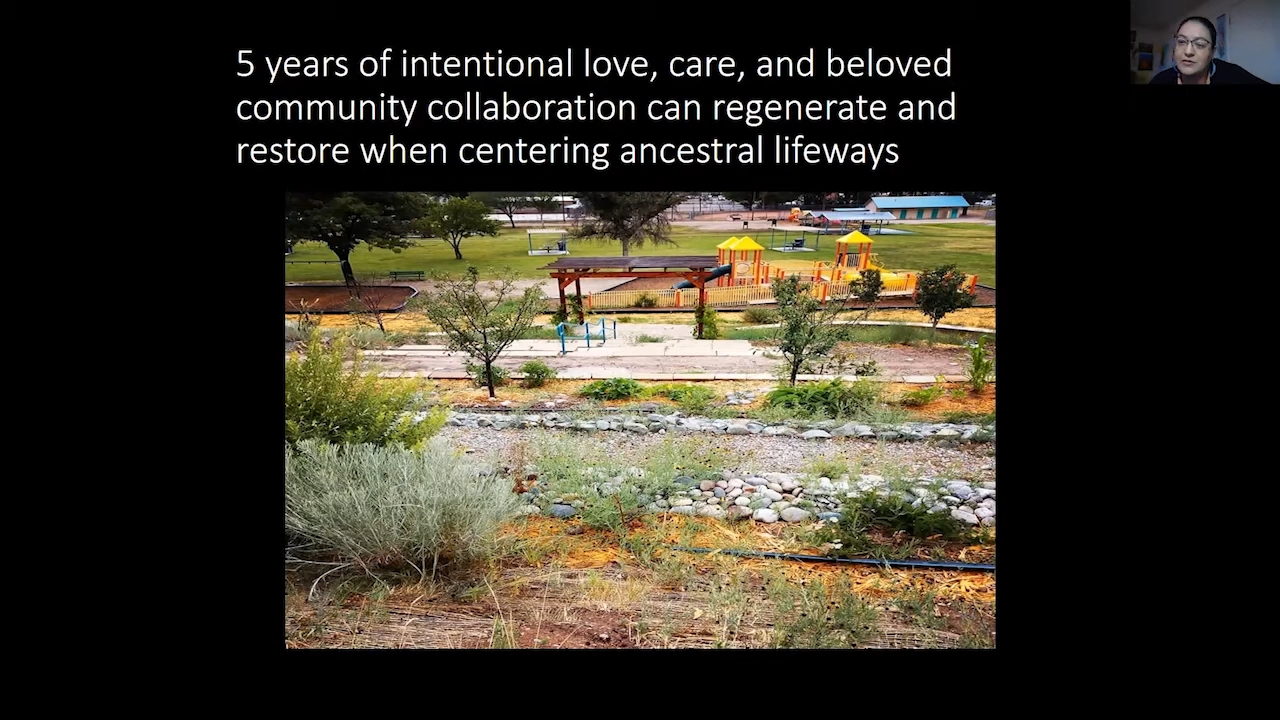 5 years of intentional love, care, and beloved
community collaboration can regenerate and
restore when centering ancestral lifeways